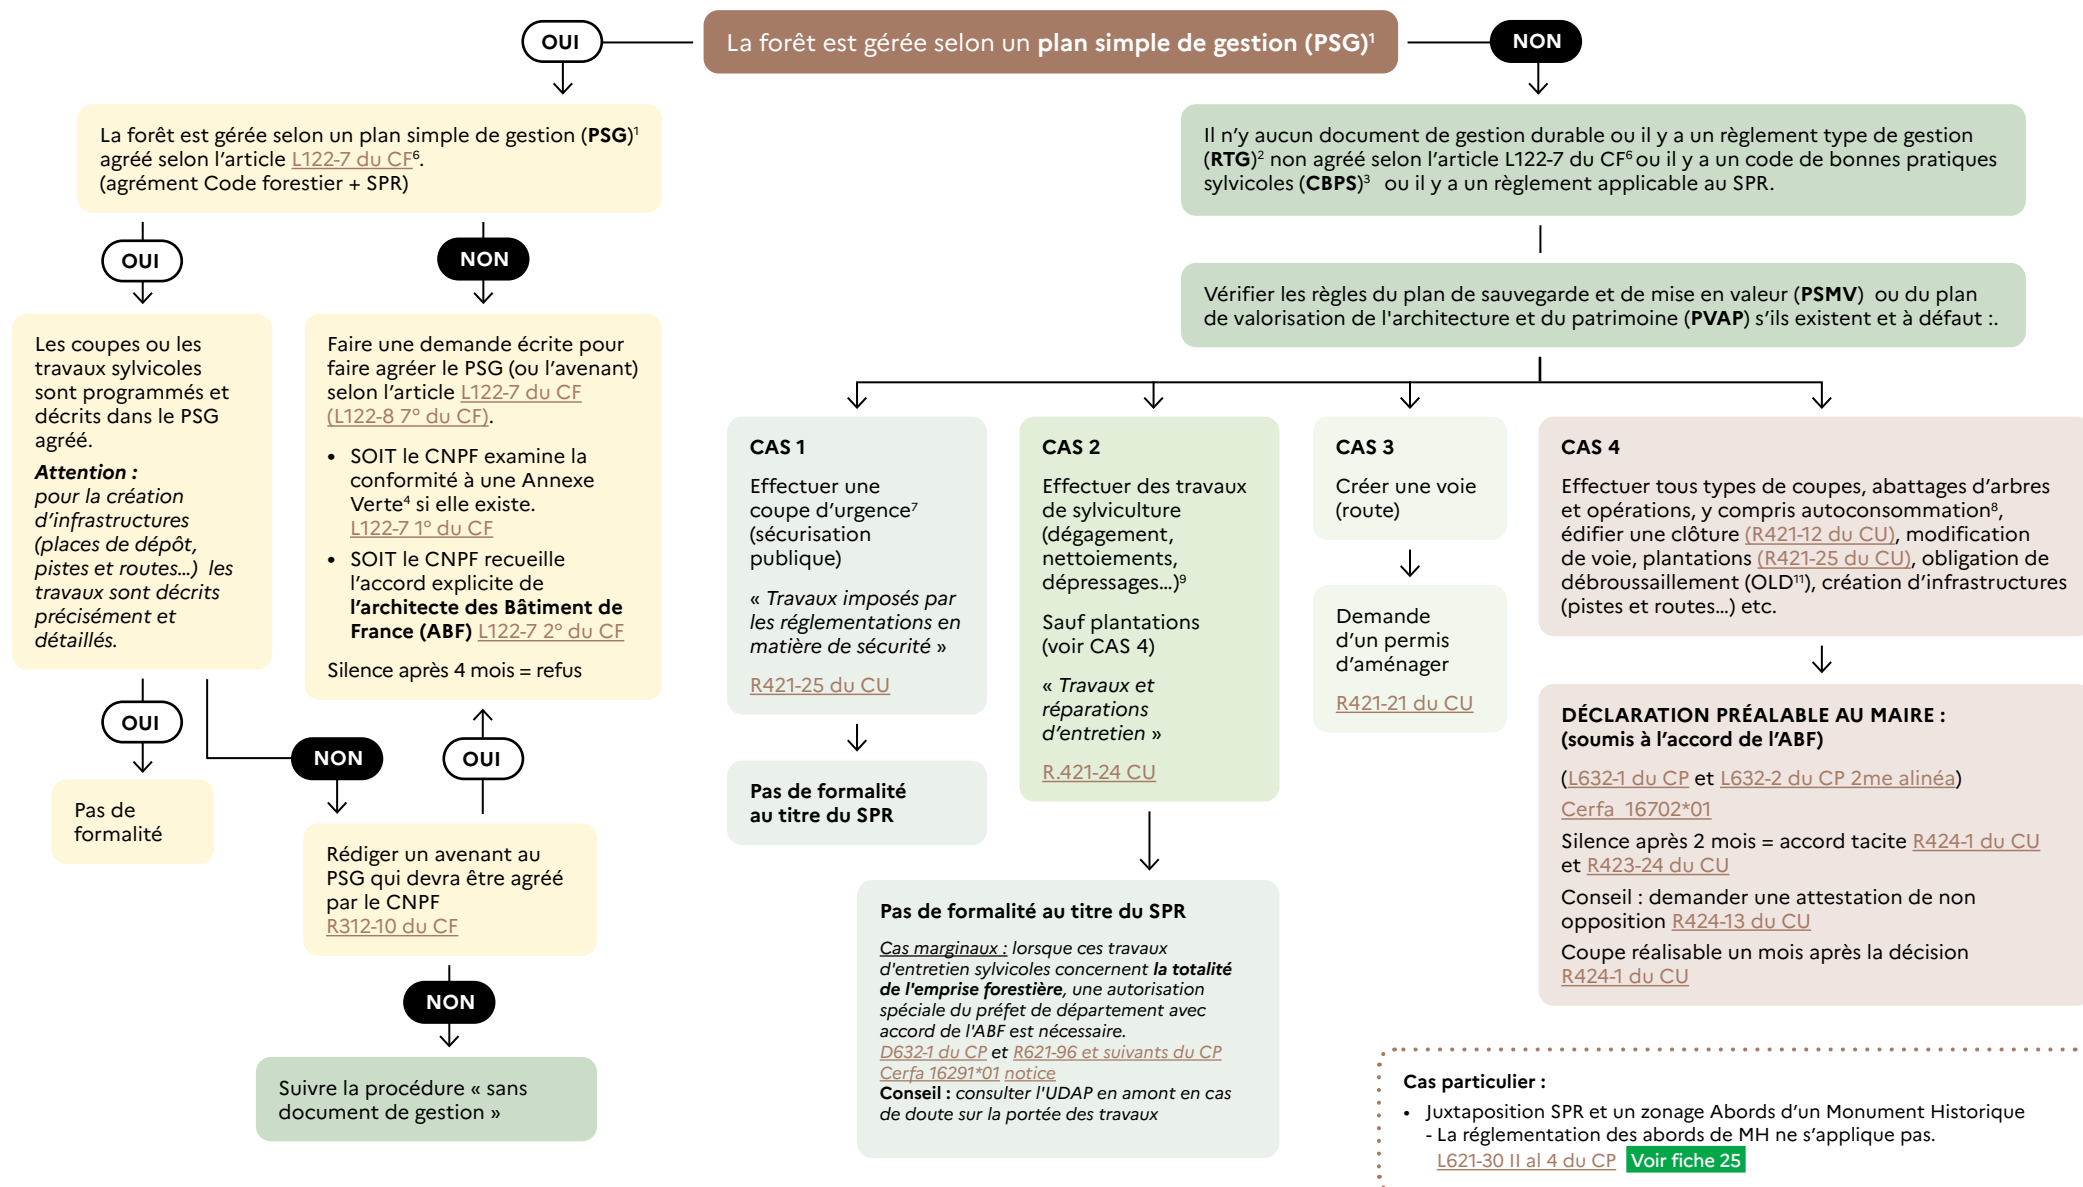 OUI
La forêt est gérée selon un plan simple de gestion (PSG)¹
NON
La forêt est gérée selon un plan simple de gestion (PSG)¹
agréé selon l’article L122-7 du CF⁶.
(agrément Code forestier + SPR)
OUI
NON
Les coupes ou les
travaux sylvicoles
sont programmés et
décrits dans le PSG
agréé.
Attention :
pour la création
d’infrastructures
(places de dépôt,
pistes et routes…) les
travaux sont décrits
précisément et
détaillés.
Faire une demande écrite pour
faire agréer le PSG (ou l’avenant)
selon l’article L122-7 du CF
(L122-8 7° du CF).
• SOIT le CNPF examine la
conformité à une Annexe
Verte⁴ si elle existe.
L122-7 1° du CF
• SOIT le CNPF recueille
l’accord explicite de
l’architecte des Bâtiment de
France (ABF) L122-7 2° du CF
Silence après 4 mois = refus
OUI
NON
OUI
Pas de
formalité
Rédiger un avenant au
PSG qui devra être agréé
par le CNPF
R312-10 du CF
NON
Suivre la procédure « sans
document de gestion »
Il n’y aucun document de gestion durable ou il y a un règlement type de gestion
(RTG)² non agréé selon l’article L122-7 du CF⁶ ou il y a un code de bonnes pratiques
sylvicoles (CBPS)³ ou il y a un règlement applicable au SPR.
Vérifier les règles du plan de sauvegarde et de mise en valeur (PSMV) ou du plan
de valorisation de l'architecture et du patrimoine (PVAP) s’ils existent et à défaut :.
CAS 1
Effectuer une
coupe d’urgence⁷
(sécurisation
publique)
« Travaux imposés par
les réglementations en
matière de sécurité »
R421-25 du CU
Pas de formalité
au titre du SPR
CAS 2
Effectuer des travaux
de sylviculture
(dégagement,
nettoiements,
dépressages…)⁹
Sauf plantations
(voir CAS 4)
« Travaux et
réparations
d’entretien »
R.421-24 CU
Pas de formalité au titre du SPR
Cas marginaux : lorsque ces travaux
d'entretien sylvicoles concernent la totalité
de l'emprise forestière, une autorisation
spéciale du préfet de département avec
accord de l'ABF est nécessaire.
D632-1 du CP et R621-96 et suivants du CP
Cerfa 16291*01 notice
Conseil : consulter l'UDAP en amont en cas
de doute sur la portée des travaux
CAS 3
Créer une voie
(route)
Demande
d’un permis
d’aménager
R421-21 du CU
CAS 4
Effectuer tous types de coupes, abattages d’arbres
et opérations, y compris autoconsommation⁸,
édifier une clôture (R421-12 du CU), modification
de voie, plantations (R421-25 du CU), obligation de
débroussaillement (OLD¹¹), création d’infrastructures
(pistes et routes…) etc.
DÉCLARATION PRÉALABLE AU MAIRE :
(soumis à l’accord de l’ABF)
(L632-1 du CP et L632-2 du CP 2me alinéa)
Cerfa 16702*01
Silence après 2 mois = accord tacite R424-1 du CU
et R423-24 du CU
Conseil : demander une attestation de non
opposition R424-13 du CU
Coupe réalisable un mois après la décision
R424-1 du CU
Cas particulier :
• Juxtaposition SPR et un zonage Abords d’un Monument Historique
- La réglementation des abords de MH ne s’applique pas.
L621-30 II al 4 du CP Voir fiche 25